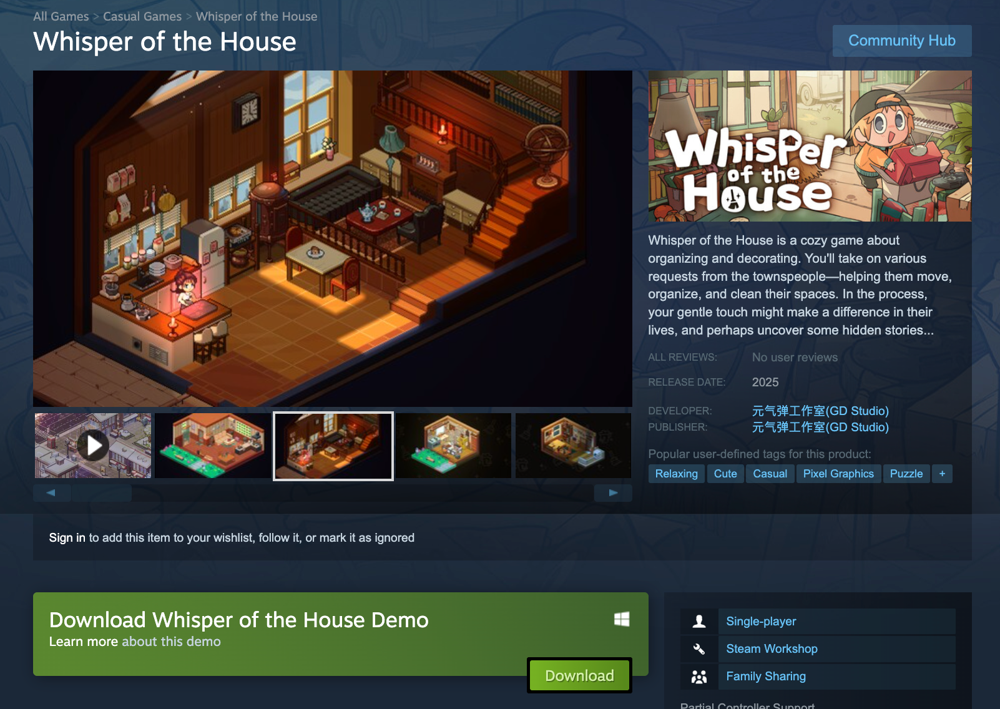 All Games > Casual Games > Whisper of the House
Whisper of the House
Community Hub
Whisper
of the
House
Whisper of the House is a cozy game about
organizing and decorating. You'll take on various
requests from the townspeople—helping them move,
organize, and clean their spaces. In the process,
your gentle touch might make a difference in their
lives, and perhaps uncover some hidden stories...
ALL REVIEWS: No user reviews
RELEASE DATE: 2025
DEVELOPER: 元气弹工作室(GD Studio)
PUBLISHER: 元气弹工作室(GD Studio)
Popular user-defined tags for this product:
Relaxing Cute Casual Pixel Graphics Puzzle +
Sign in to add this item to your wishlist, follow it, or mark it as ignored
Download Whisper of the House Demo
Learn more about this demo
Download
Single-player
Steam Workshop
Family Sharing
Partial Controller Support